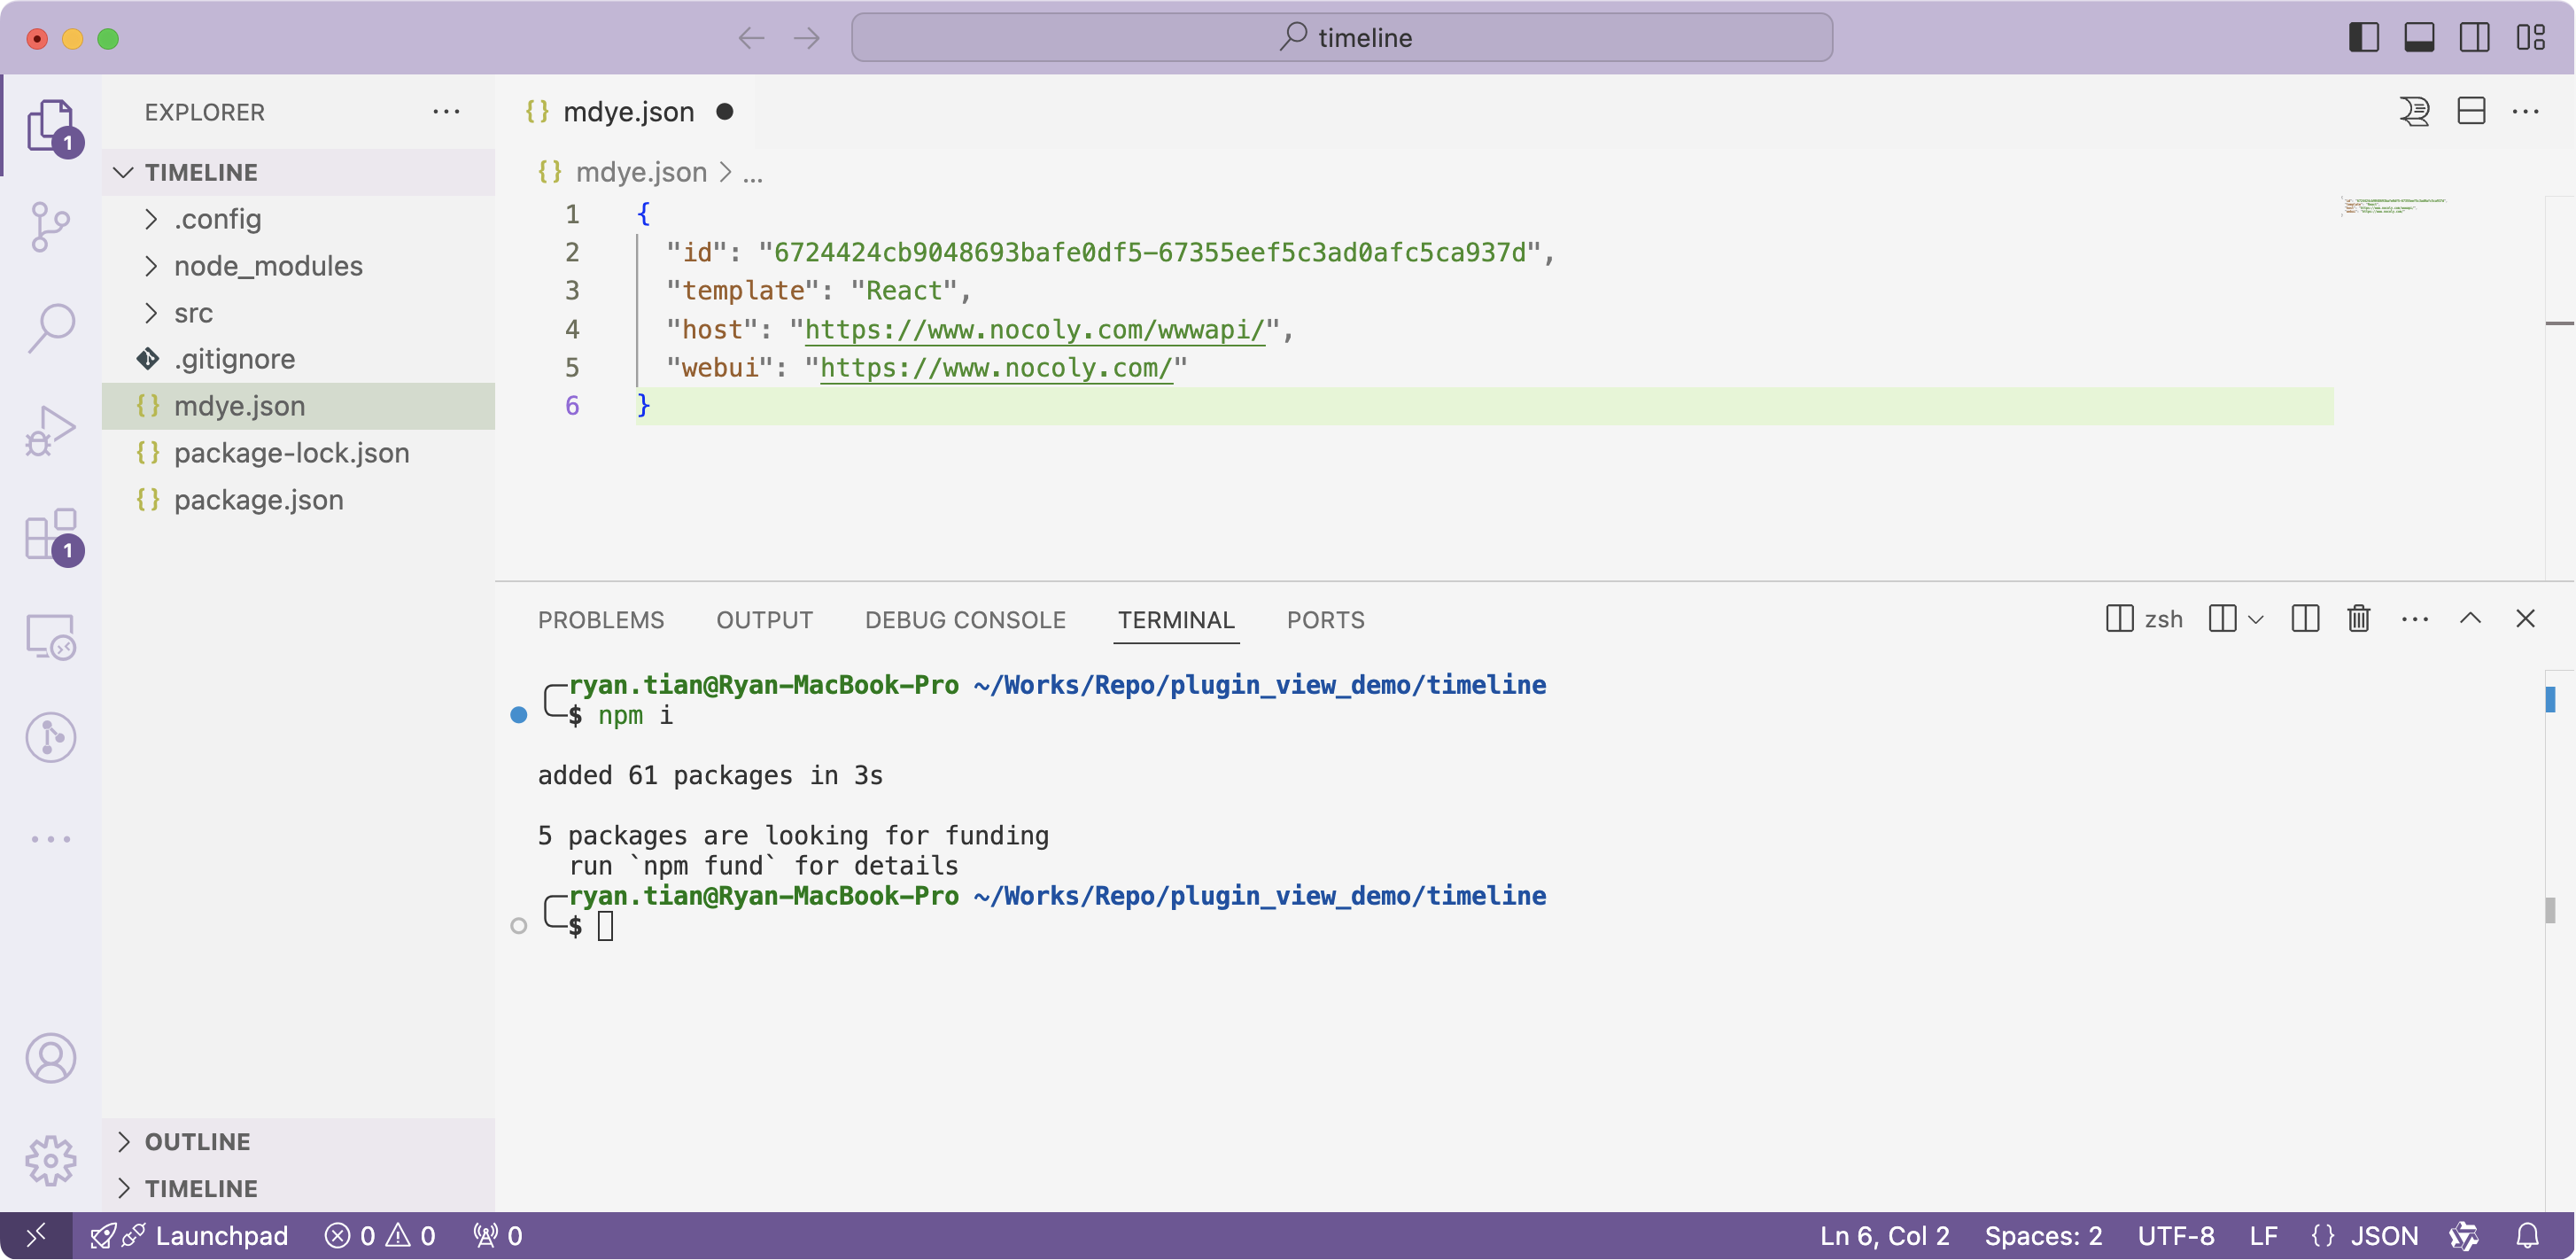 timeline
EXPLORER
mdye.json
1
TIMELINE
.config
node_modules
src
.gitignore
mdye.json
package-lock.json
package.json
1
OUTLINE
TIMELINE
mdye.json > ...
1 {
2 "id": "6724424cb9048693bafe0df5-67355eef5c3ad0afc5ca937d",
3 "template": "React",
4 "host": "https://www.nocoly.com/wwwapi/",
5 "webui": "https://www.nocoly.com/"
6 }
PROBLEMS OUTPUT DEBUG CONSOLE TERMINAL PORTS zsh
ryan.tian@Ryan-MacBook-Pro ~/Works/Repo/plugin_view_demo/timeline
$ npm i
added 61 packages in 3s
5 packages are looking for funding
run `npm fund` for details
ryan.tian@Ryan-MacBook-Pro ~/Works/Repo/plugin_view_demo/timeline
$
Launchpad 0 0 0 Ln 6, Col 2 Spaces: 2 UTF-8 LF {} JSON